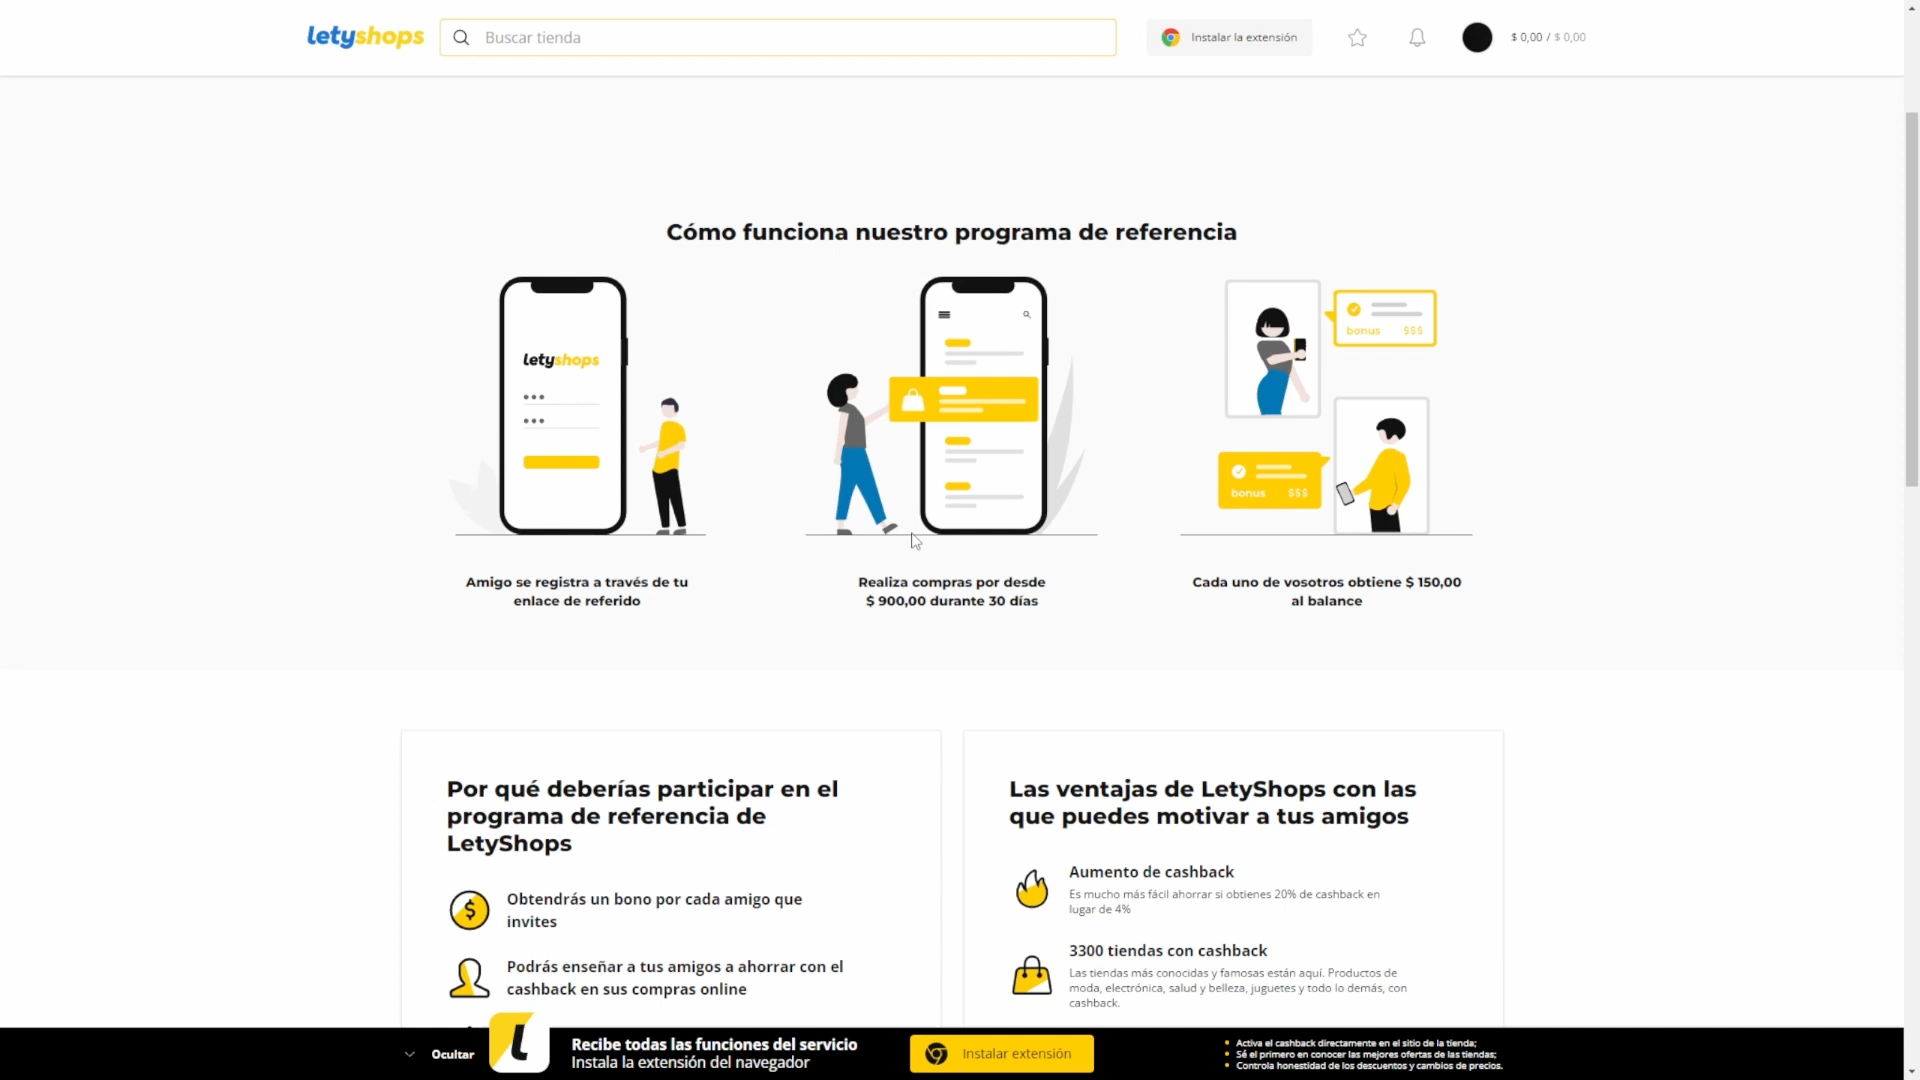 letyshops
Buscar tienda
Instalar la extensión
$ 0,00 / $ 0,00
Cómo funciona nuestro programa de referencia
letyshops
bonus $$$
bonus $$$
Amigo se registra a través de tu
enlace de referido
Realiza compras por desde
$ 900,00 durante 30 días
Cada uno de vosotros obtiene $ 150,00
al balance
Por qué deberías participar en el
programa de referencia de
LetyShops
Obtendrás un bono por cada amigo que
invites
Podrás enseñar a tus amigos a ahorrar con el
cashback en sus compras online
Las ventajas de LetyShops con las
que puedes motivar a tus amigos
Aumento de cashback
Es mucho más fácil ahorrar si obtienes 20% de cashback en
lugar de 4%
3300 tiendas con cashback
Las tiendas más conocidas y famosas están aquí. Productos de
moda, electrónica, salud y belleza, juguetes y todo lo demás, con
cashback.
Ocultar
L
Recibe todas las funciones del servicio
Instala la extensión del navegador
Instalar extensión
Activa el cashback directamente en el sitio de la tienda;
Sé el primero en conocer las mejores ofertas de las tiendas;
Controla honestidad de los descuentos y cambios de precios.